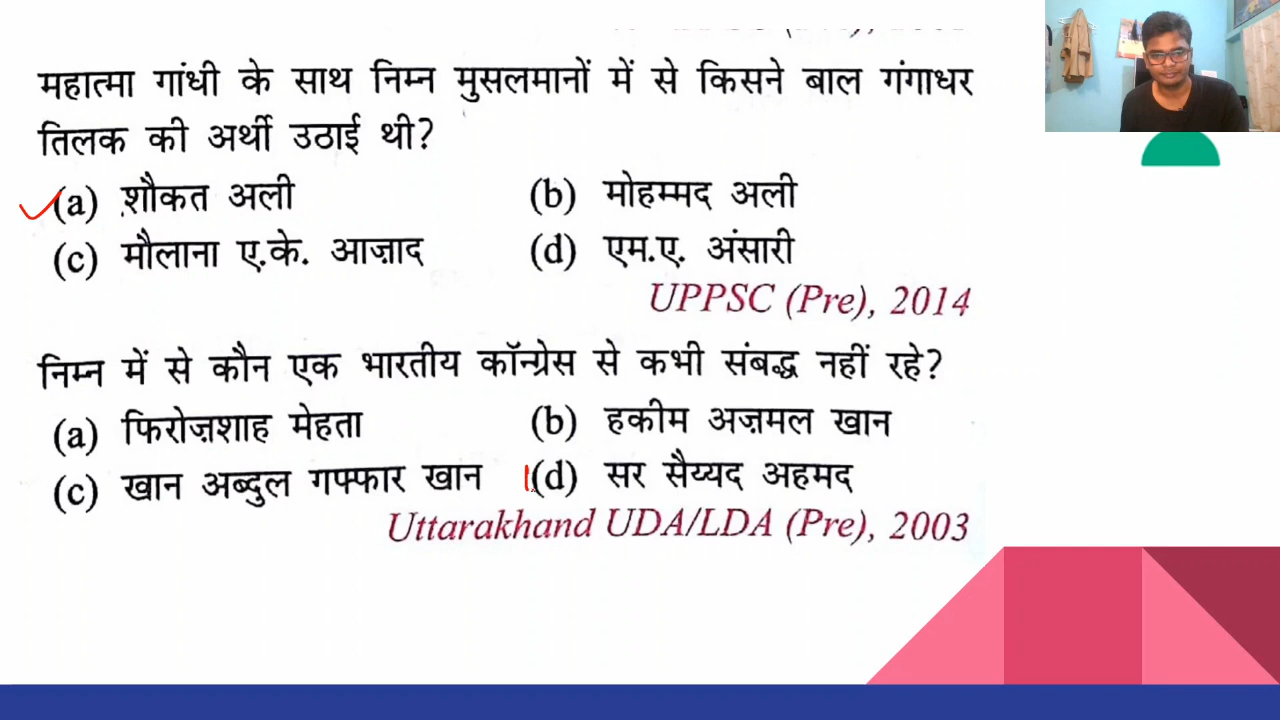 महात्मा गांधी के साथ निम्न मुसलमानों में से किसने बाल गंगाधर
तिलक की अर्थी उठाई थी?
(a) शौकत अली (b) मोहम्मद अली
(c) मौलाना ए.के. आज़ाद (d) एम.ए. अंसारी
UPPSC (Pre), 2014
निम्न में से कौन एक भारतीय कॉन्ग्रेस से कभी संबद्ध नहीं रहे?
(a) फिरोज़शाह मेहता (b) हकीम अज़मल खान
(c) खान अब्दुल गफ्फार खान (d) सर सैय्यद अहमद
Uttarakhand UDA/LDA (Pre), 2003